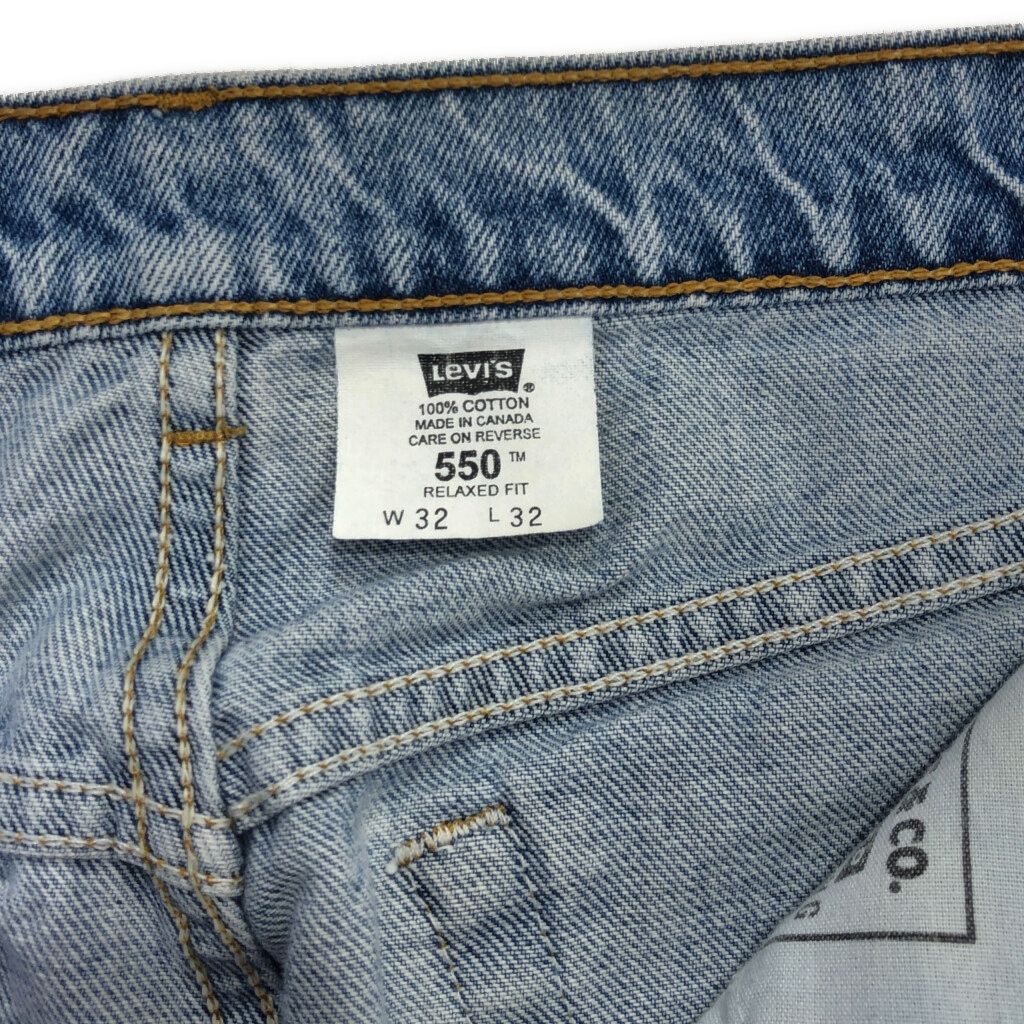 Levi's ®
100% COTTON
MADE IN CANADA
CARE ON REVERSE
550 ™
RELAXED FIT
W 32 L 32
CO.